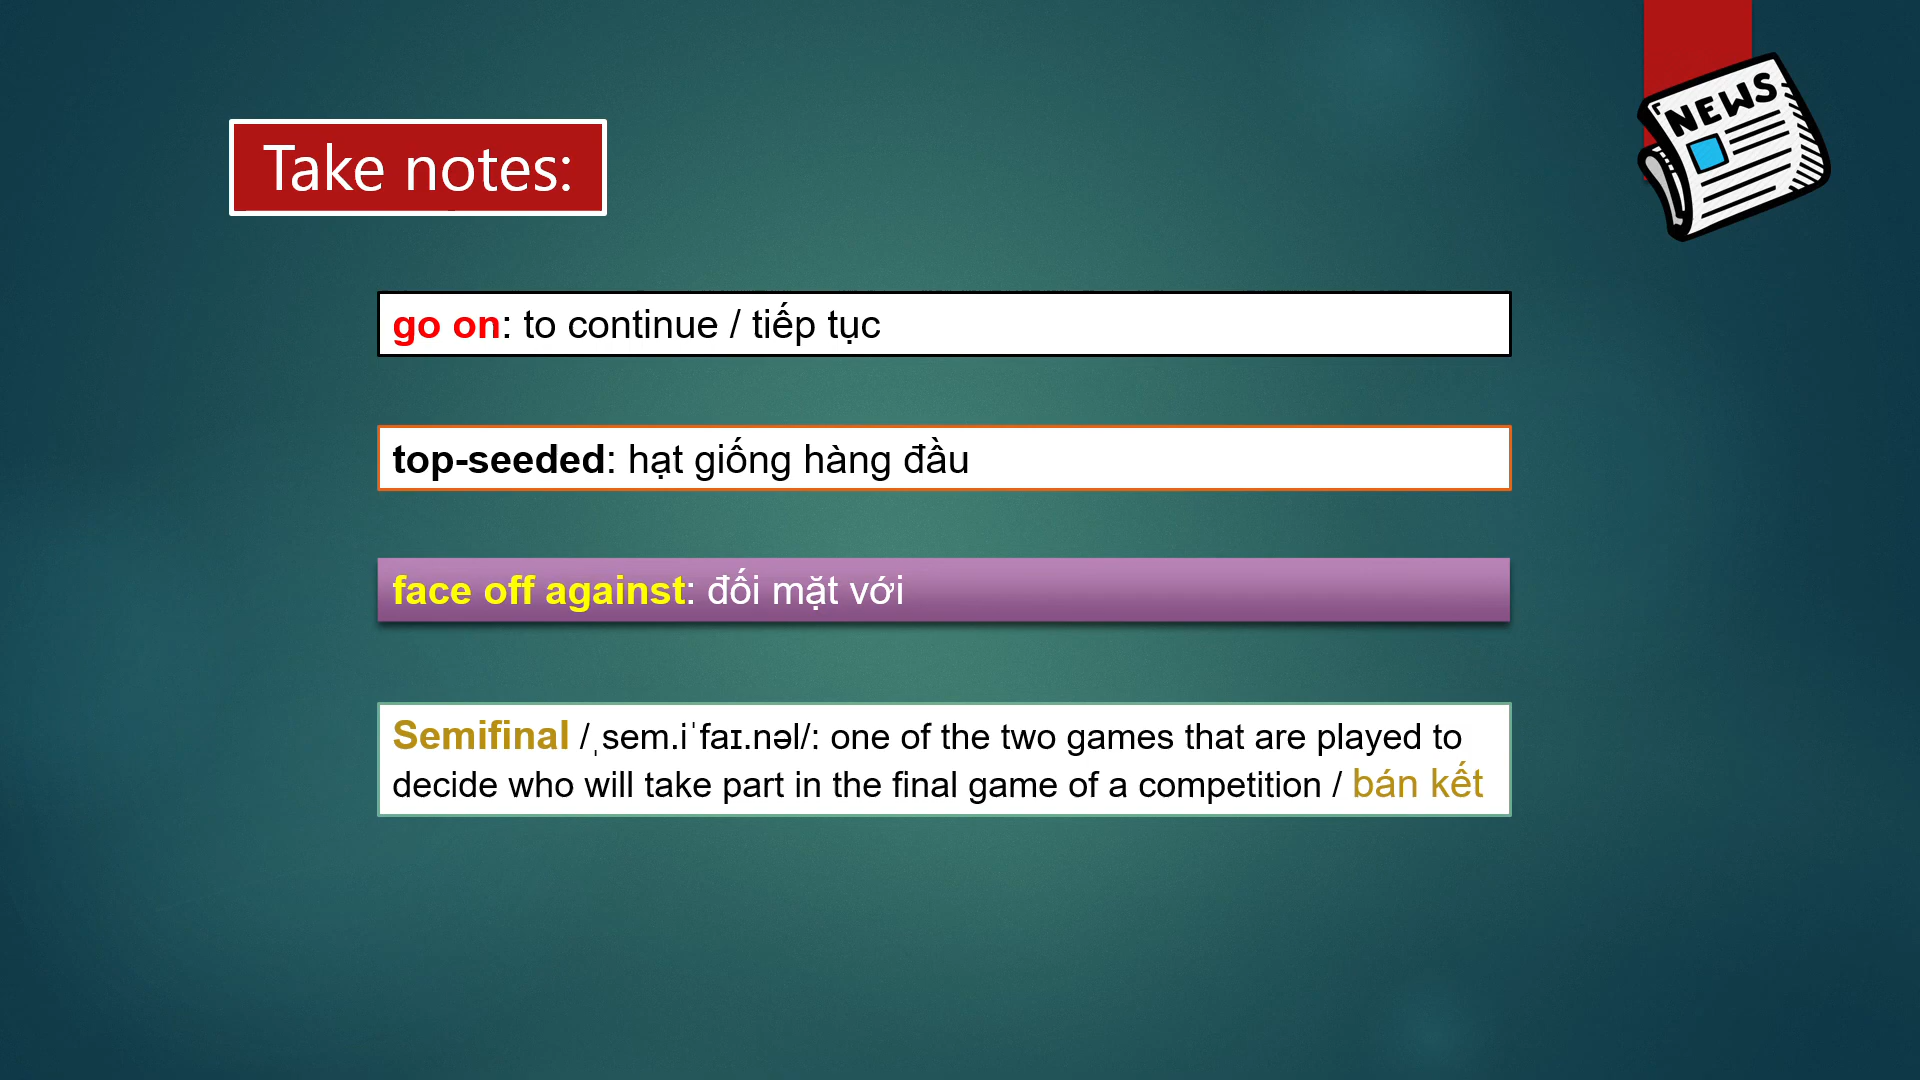 NEWS
Take notes:
go on: to continue / tiếp tục
top-seeded: hạt giống hàng đầu
face off against: đối mặt với
Semifinal /ˌsem.iˈfaɪ.nəl/: one of the two games that are played to
decide who will take part in the final game of a competition / bán kết